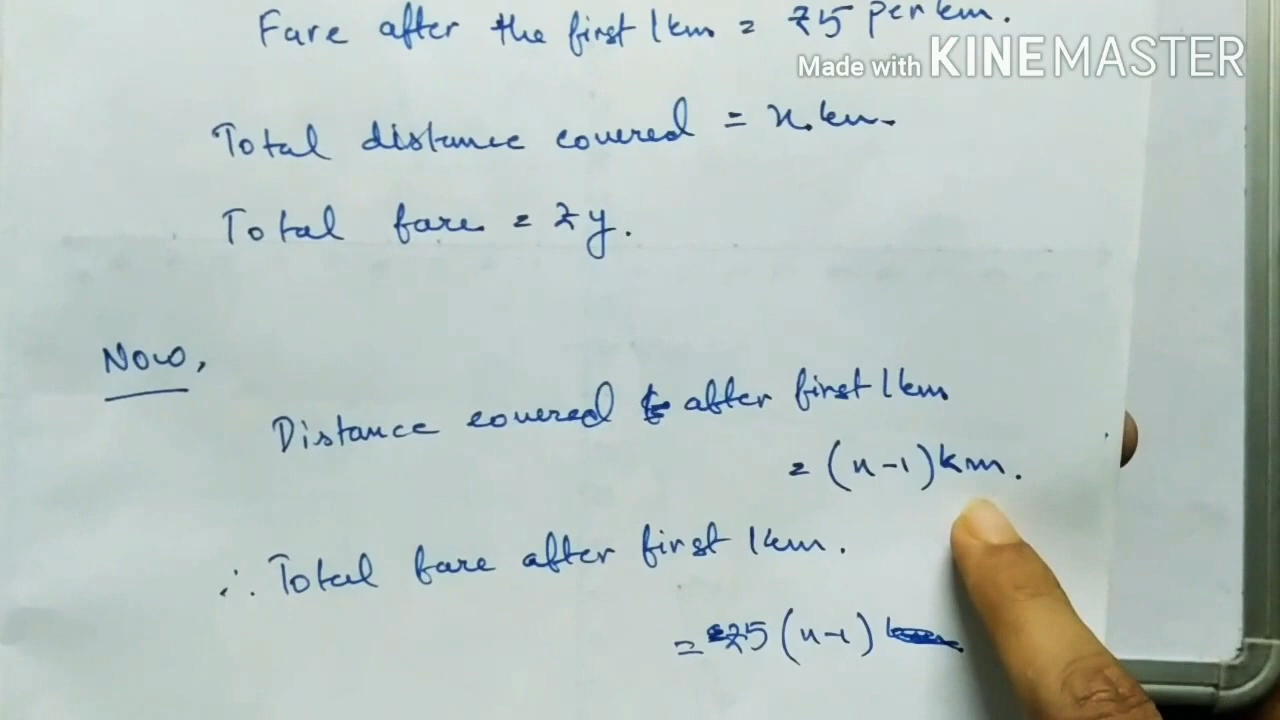 Fare after the first 1km = ₹5 per km.
Made with KINEMASTER
Total distance covered = x km.
Total fare = ₹y.
Now,
Distance covered after first 1km
= (x-1) km.
∴ Total fare after first 1km.
= ₹5 (x-1)